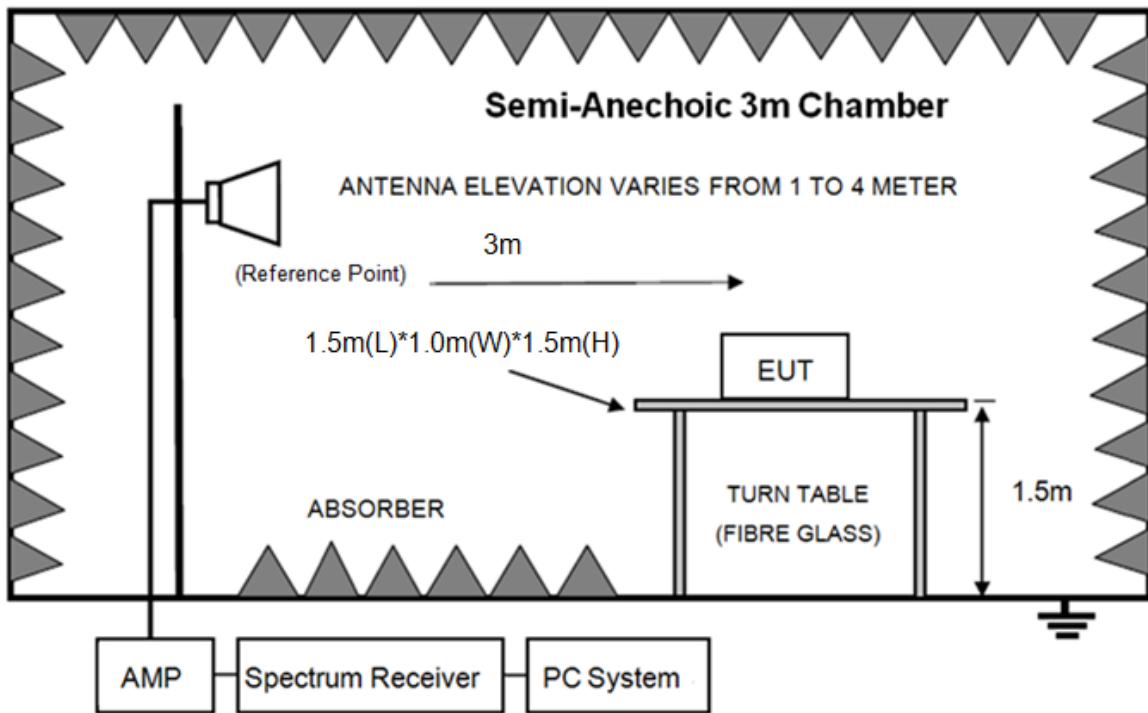 Semi-Anechoic 3m Chamber
ANTENNA ELEVATION VARIES FROM 1 TO 4 METER
3m
(Reference Point)
1.5m(L)*1.0m(W)*1.5m(H)
EUT
ABSORBER
TURN TABLE
(FIBRE GLASS)
1.5m
AMP
Spectrum Receiver
PC System